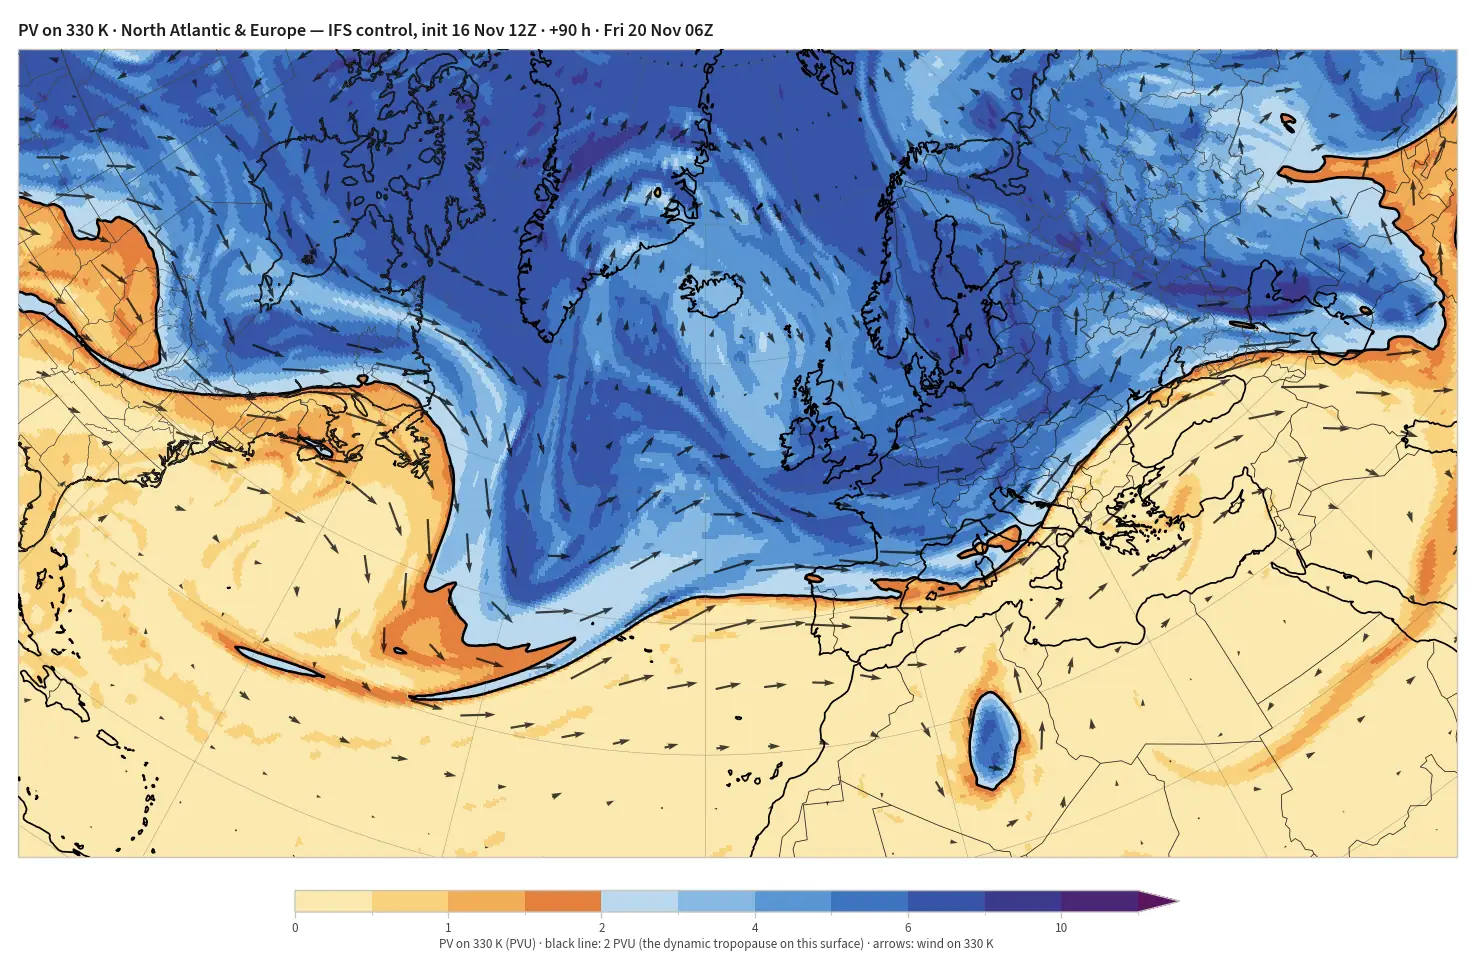 PV on 330 K · North Atlantic & Europe — IFS control, init 16 Nov 12Z · +90 h · Fri 20 Nov 06Z
0 1 2 4 6 10
PV on 330 K (PVU) · black line: 2 PVU (the dynamic tropopause on this surface) · arrows: wind on 330 K